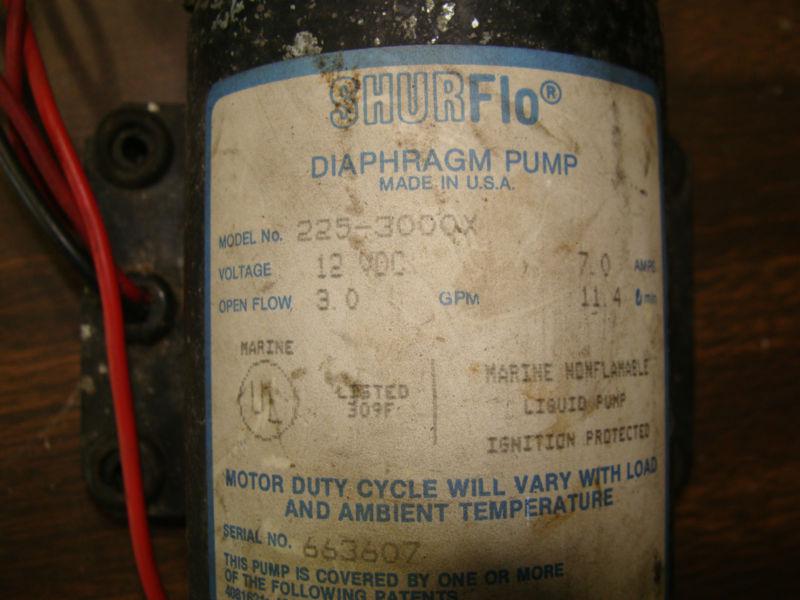 SHURFlo®
DIAPHRAGM PUMP
MADE IN U.S.A.
MODEL No. 225-3000X
VOLTAGE 12 VDC 7.0 AMPS
OPEN FLOW 3.0 GPM 11.4 ℓ/min
MARINE
UL LISTED
309F
MARINE NONFLAMABLE
LIQUID PUMP
IGNITION PROTECTED
MOTOR DUTY CYCLE WILL VARY WITH LOAD
AND AMBIENT TEMPERATURE
SERIAL NO. 663607
THIS PUMP IS COVERED BY ONE OR MORE
OF THE FOLLOWING PATENTS